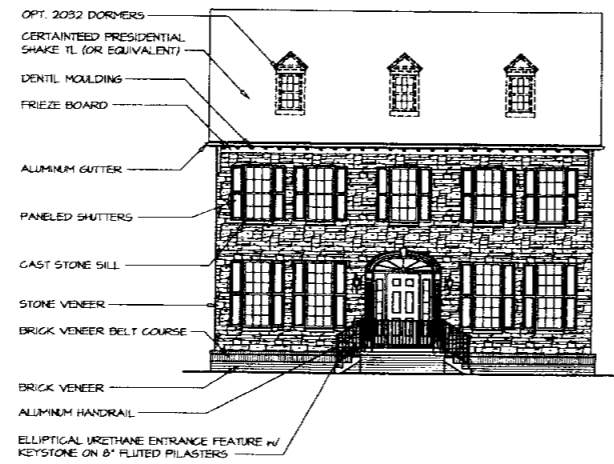 OPT. 2032 DORMERS
CERTAINTEED PRESIDENTIAL
SHAKE TL (OR EQUIVALENT)
DENTIL MOULDING
FRIEZE BOARD
ALUMINUM GUTTER
PANELED SHUTTERS
CAST STONE SILL
STONE VENEER
BRICK VENEER BELT COURSE
BRICK VENEER
ALUMINUM HANDRAIL
ELLIPTICAL URETHANE ENTRANCE FEATURE W/
KEYSTONE ON 8" FLUTED PILASTERS